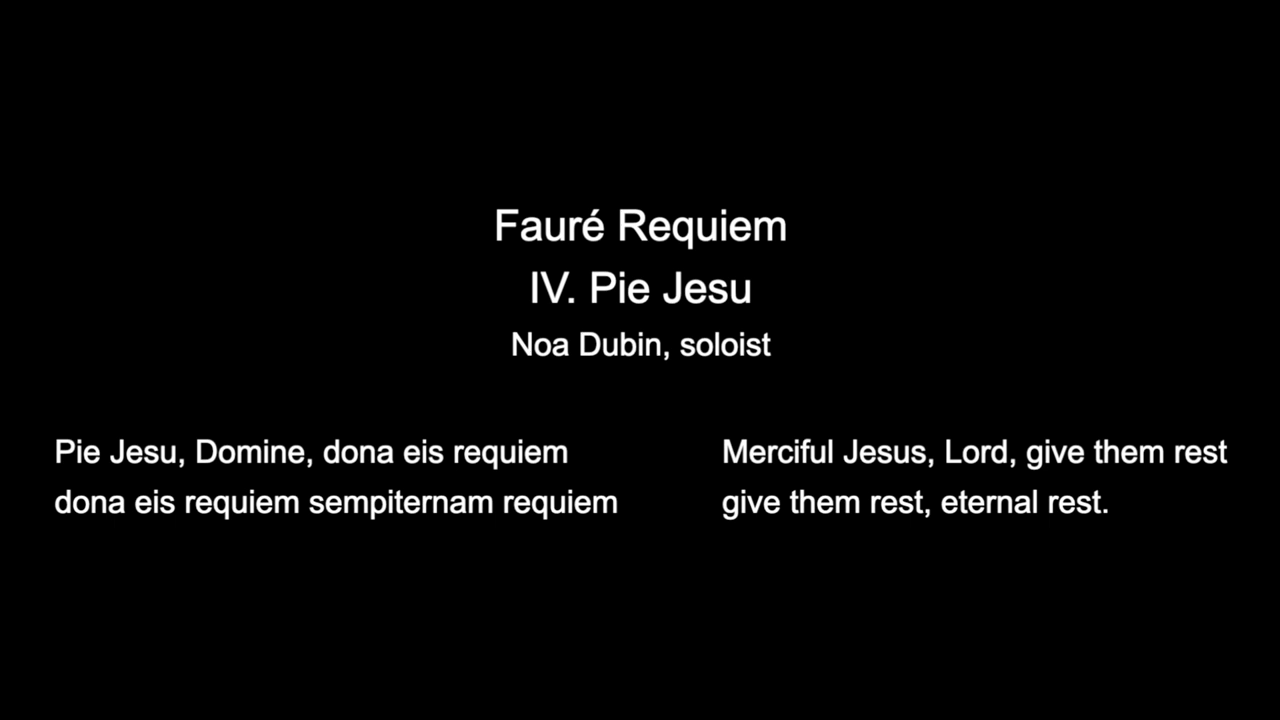 Fauré Requiem
IV. Pie Jesu
Noa Dubin, soloist
Pie Jesu, Domine, dona eis requiem
dona eis requiem sempiternam requiem
Merciful Jesus, Lord, give them rest
give them rest, eternal rest.